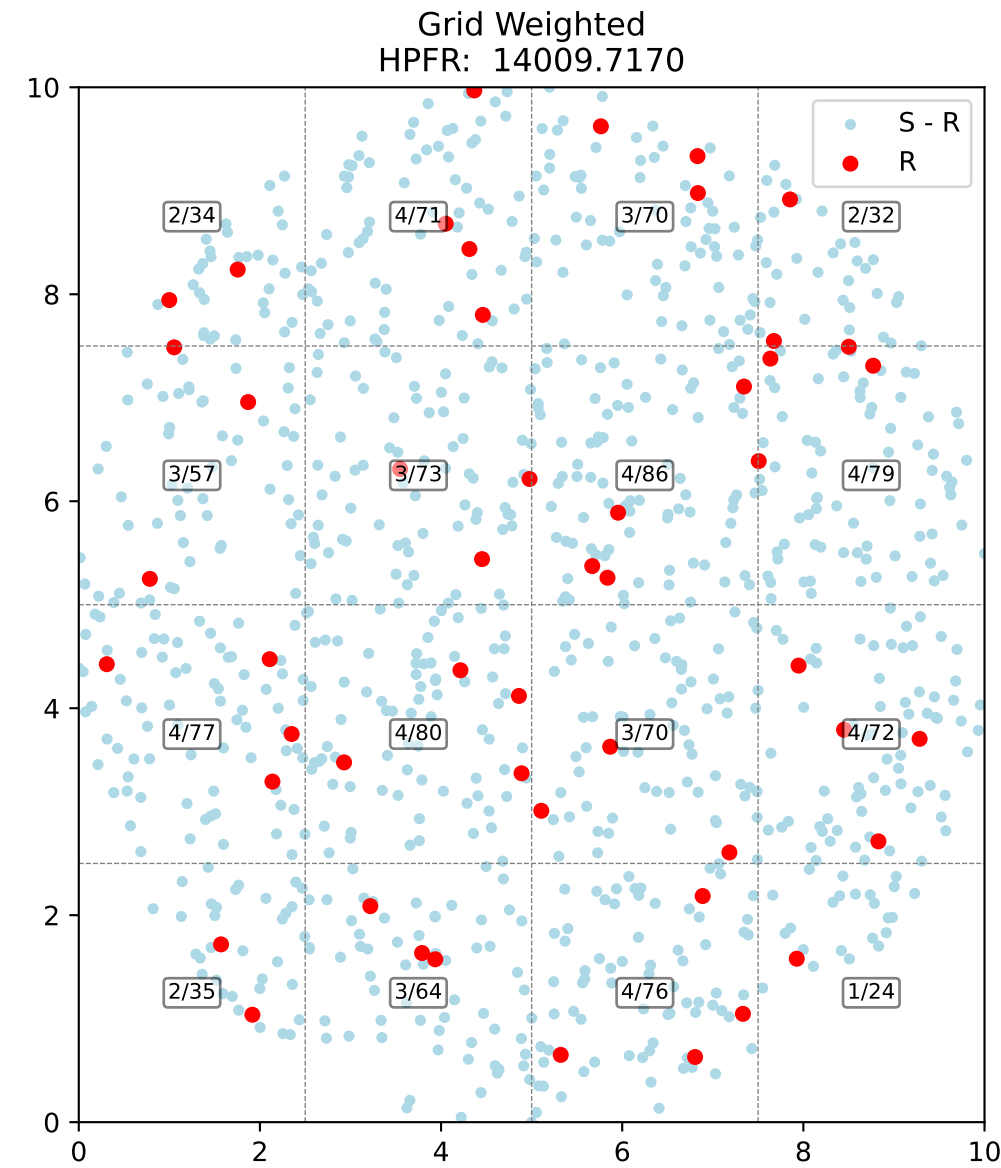 Grid Weighted
HPFR:  14009.7170
10
S - R
R
2/34 4/71 3/70 2/32
8
3/57 3/73 4/86 4/79
6
4/77 4/80 3/70 4/72
4
2
2/35 3/64 4/76 1/24
0
0 2 4 6 8 10